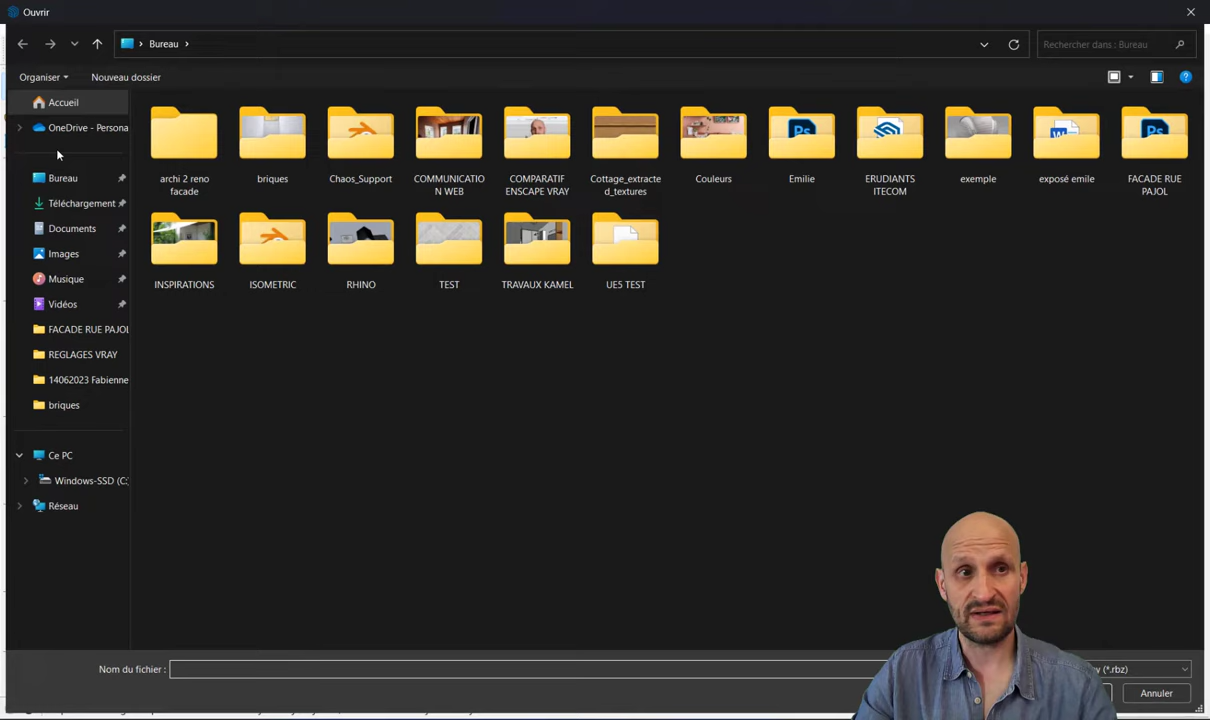 Ouvrir
Bureau
Rechercher dans : Bureau
Organiser
Nouveau dossier
Accueil
OneDrive - Persona
Bureau
Téléchargement
Documents
Images
Musique
Vidéos
FACADE RUE PAJOL
REGLAGES VRAY
14062023 Fabienne
briques
Ce PC
Windows-SSD (C:)
Réseau
archi 2 reno
facade
briques
Chaos_Support
COMMUNICATIO
N WEB
COMPARATIF
ENSCAPE VRAY
Cottage_extracte
d_textures
Couleurs
Emilie
ERUDIANTS
ITECOM
exemple
exposé emile
FACADE RUE
PAJOL
INSPIRATIONS
ISOMETRIC
RHINO
TEST
TRAVAUX KAMEL
UE5 TEST
Nom du fichier :
(*.rbz)
Annuler